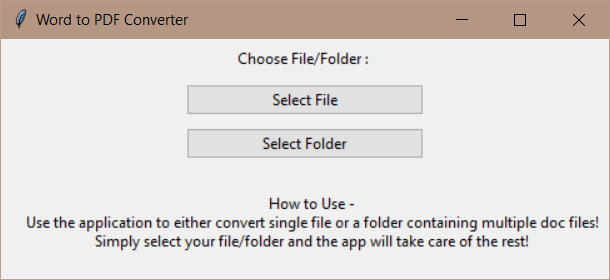 Word to PDF Converter
Choose File/Folder :
Select File
Select Folder
How to Use -
Use the application to either convert single file or a folder containing multiple doc files!
Simply select your file/folder and the app will take care of the rest!